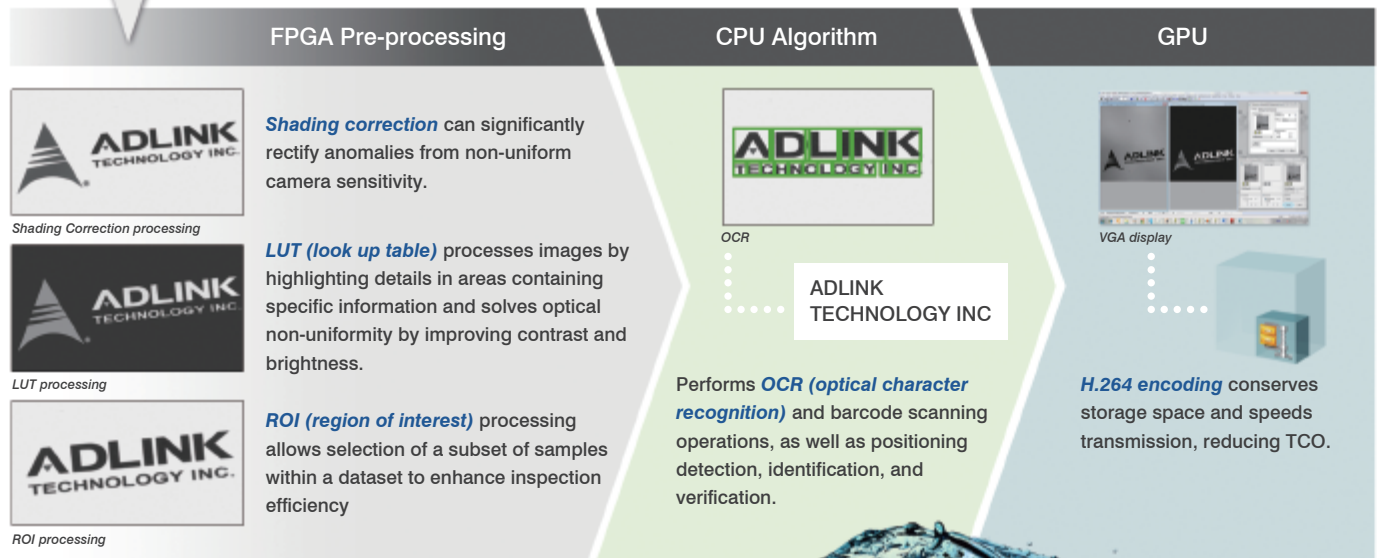 FPGA Pre-processing
CPU Algorithm
GPU
ADLINK
TECHNOLOGY INC.
Shading Correction processing
Shading correction can significantly
rectify anomalies from non-uniform
camera sensitivity.
ADLINK
TECHNOLOGY INC.
LUT processing
LUT (look up table) processes images by
highlighting details in areas containing
specific information and solves optical
non-uniformity by improving contrast and
brightness.
ADLINK
TECHNOLOGY INC.
ROI processing
ROI (region of interest) processing
allows selection of a subset of samples
within a dataset to enhance inspection
efficiency
ADLINK
TECHNOLOGY INC.
OCR
ADLINK
TECHNOLOGY INC
Performs OCR (optical character
recognition) and barcode scanning
operations, as well as positioning
detection, identification, and
verification.
ADLINK
ADLINK
VGA display
H.264 encoding conserves
storage space and speeds
transmission, reducing TCO.